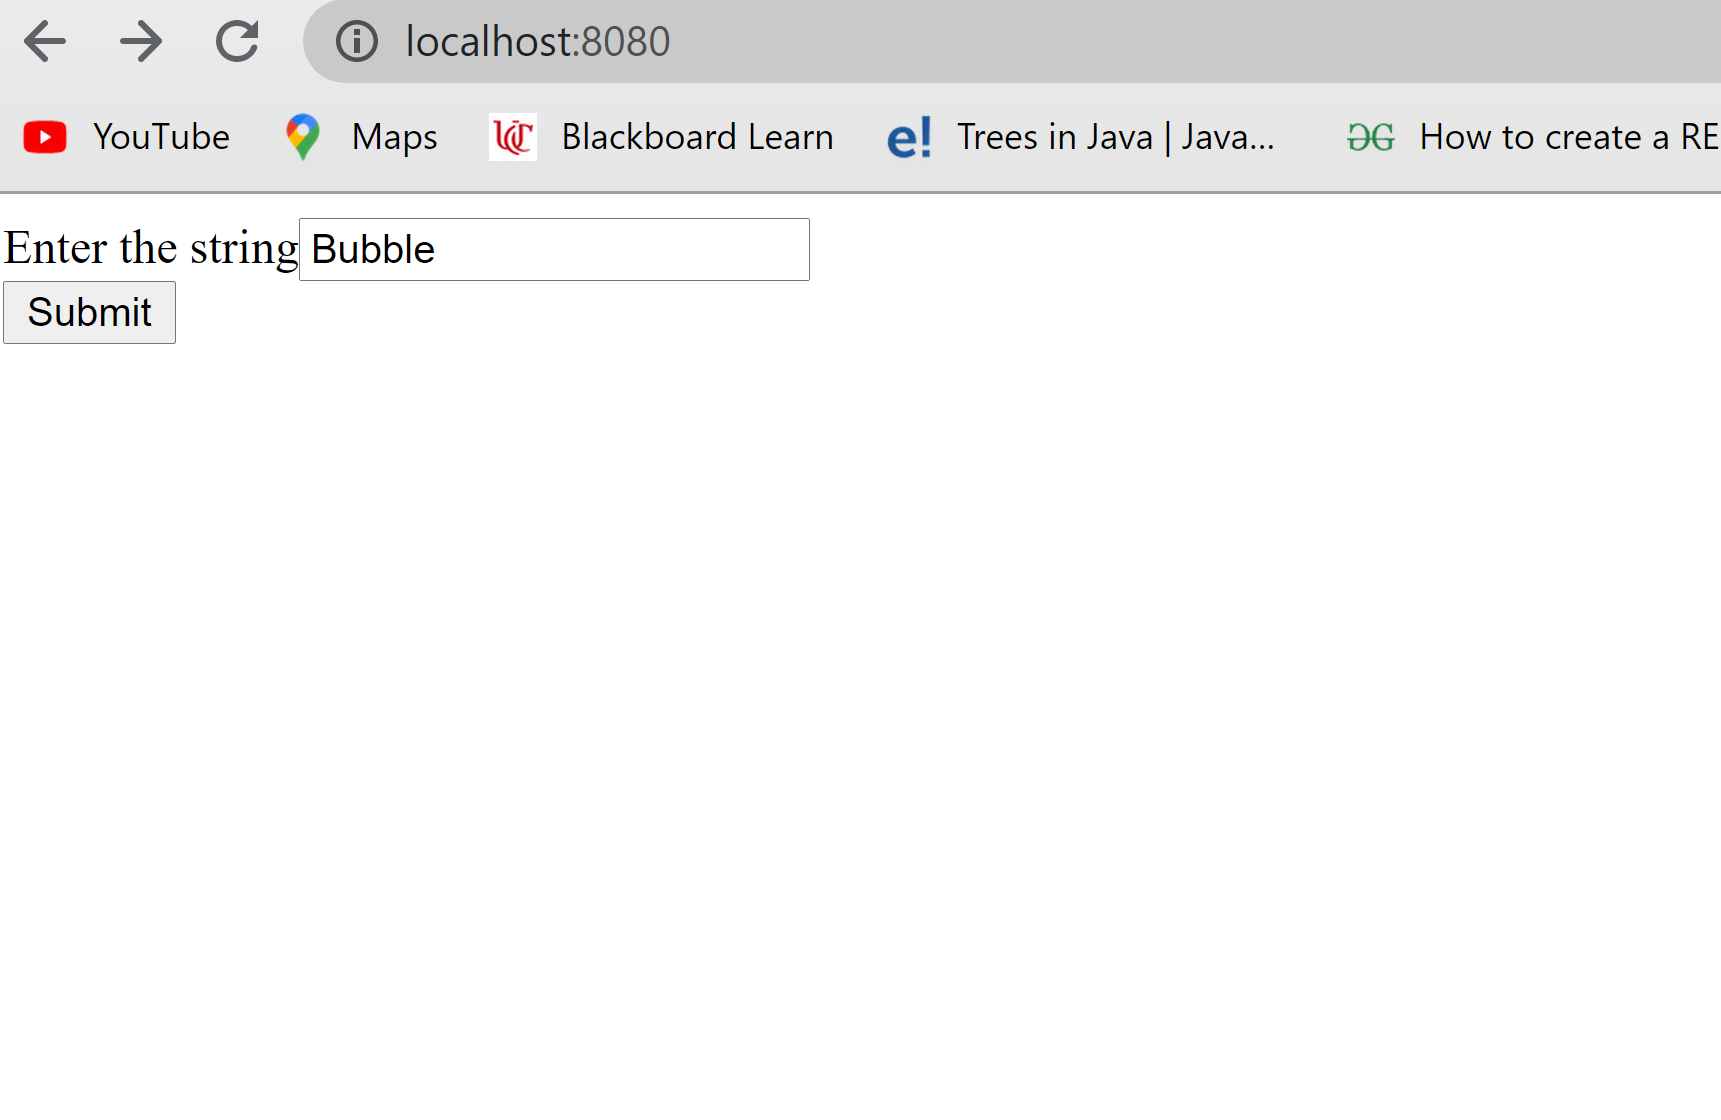 localhost:8080
YouTube Maps Blackboard Learn e! Trees in Java | Java... How to create a RE
Enter the string Bubble
Submit